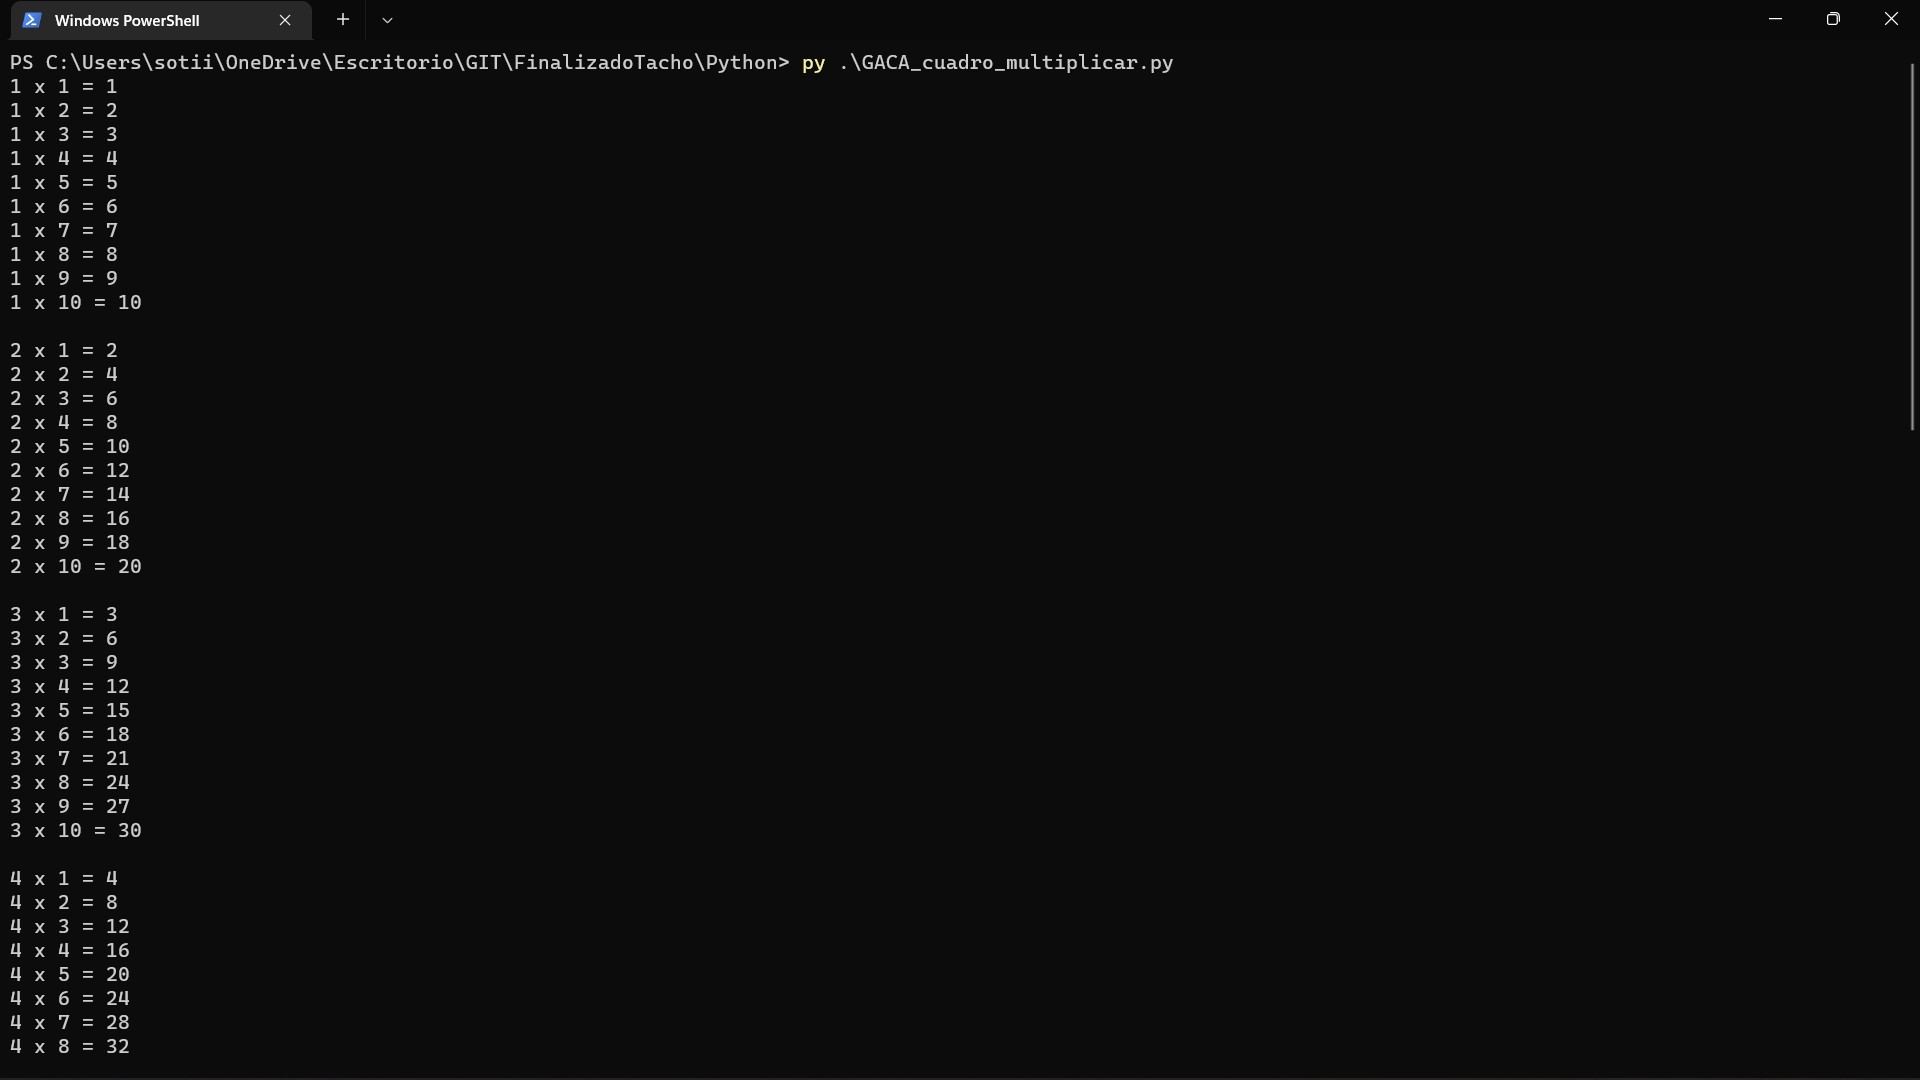 Windows PowerShell
PS C:\Users\sotii\OneDrive\Escritorio\GIT\FinalizadoTacho\Python> py .\GACA_cuadro_multiplicar.py
1 x 1 = 1
1 x 2 = 2
1 x 3 = 3
1 x 4 = 4
1 x 5 = 5
1 x 6 = 6
1 x 7 = 7
1 x 8 = 8
1 x 9 = 9
1 x 10 = 10
2 x 1 = 2
2 x 2 = 4
2 x 3 = 6
2 x 4 = 8
2 x 5 = 10
2 x 6 = 12
2 x 7 = 14
2 x 8 = 16
2 x 9 = 18
2 x 10 = 20
3 x 1 = 3
3 x 2 = 6
3 x 3 = 9
3 x 4 = 12
3 x 5 = 15
3 x 6 = 18
3 x 7 = 21
3 x 8 = 24
3 x 9 = 27
3 x 10 = 30
4 x 1 = 4
4 x 2 = 8
4 x 3 = 12
4 x 4 = 16
4 x 5 = 20
4 x 6 = 24
4 x 7 = 28
4 x 8 = 32